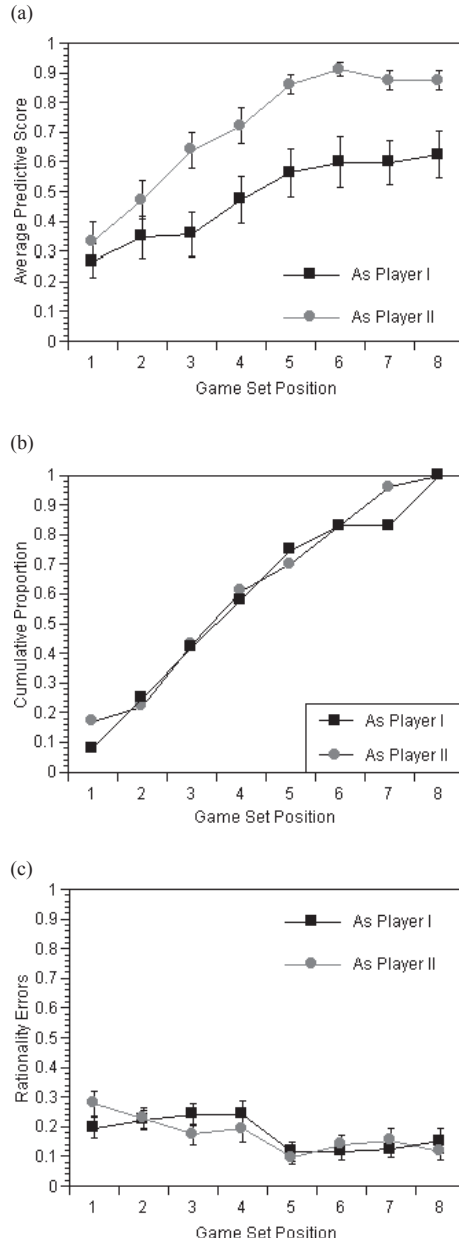 (a)
1
0.9
0.8
0.7
0.6
0.5
0.4
0.3
0.2
0.1
0
Average Predictive Score
As Player I
As Player II
1 2 3 4 5 6 7 8
Game Set Position
(b)
1
0.9
0.8
0.7
0.6
0.5
0.4
0.3
0.2
0.1
0
Cumulative Proportion
As Player I
As Player II
1 2 3 4 5 6 7 8
Game Set Position
(c)
1
0.9
0.8
0.7
0.6
0.5
0.4
0.3
0.2
0.1
0
Rationality Errors
As Player I
As Player II
1 2 3 4 5 6 7 8
Game Set Position